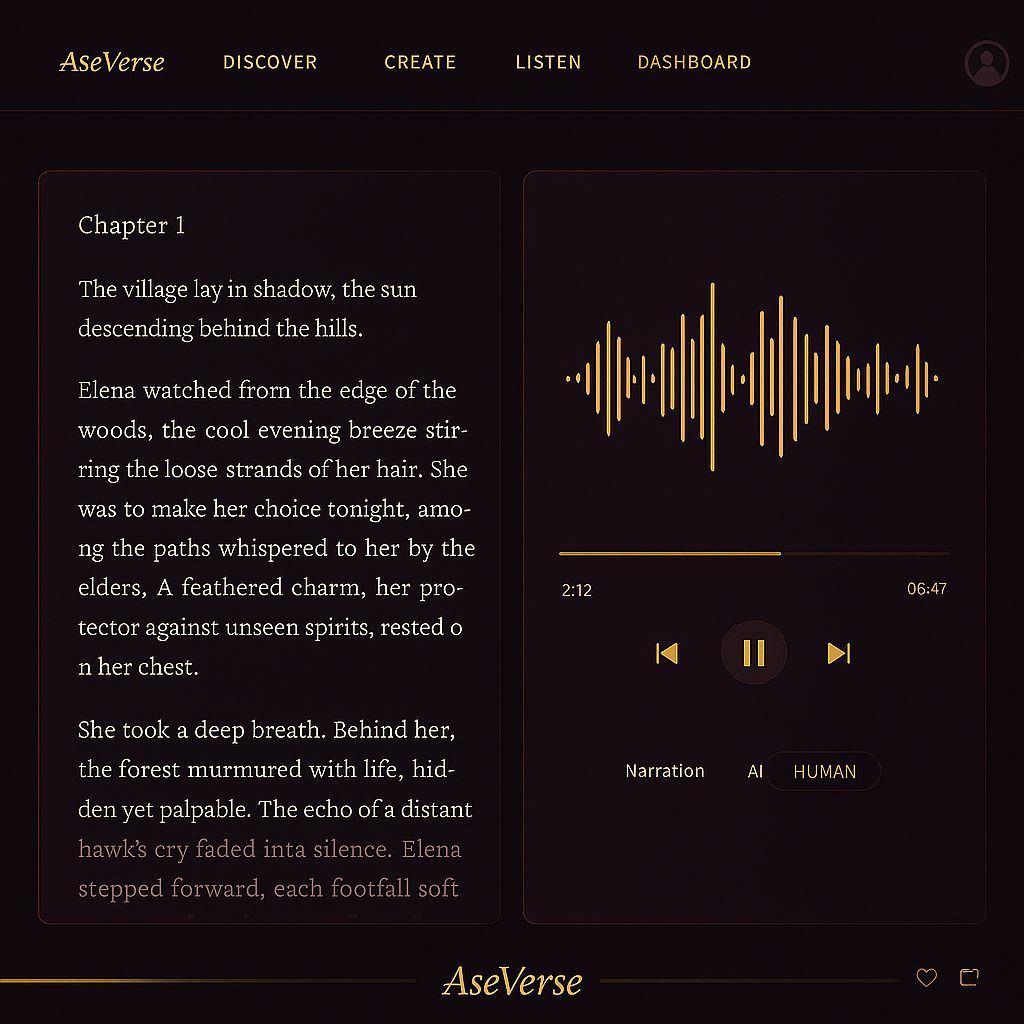 AseVerse DISCOVER CREATE LISTEN DASHBOARD
Chapter 1
The village lay in shadow, the sun
descending behind the hills.
Elena watched from the edge of the
woods, the cool evening breeze stir-
ring the loose strands of her hair. She
was to make her choice tonight, amo-
ng the paths whispered to her by the
elders, A feathered charm, her pro-
tector against unseen spirits, rested o
n her chest.
She took a deep breath. Behind her,
the forest murmured with life, hid-
den yet palpable. The echo of a distant
hawk's cry faded inta silence. Elena
stepped forward, each footfall soft
2:12 06:47
Narration AI HUMAN
AseVerse